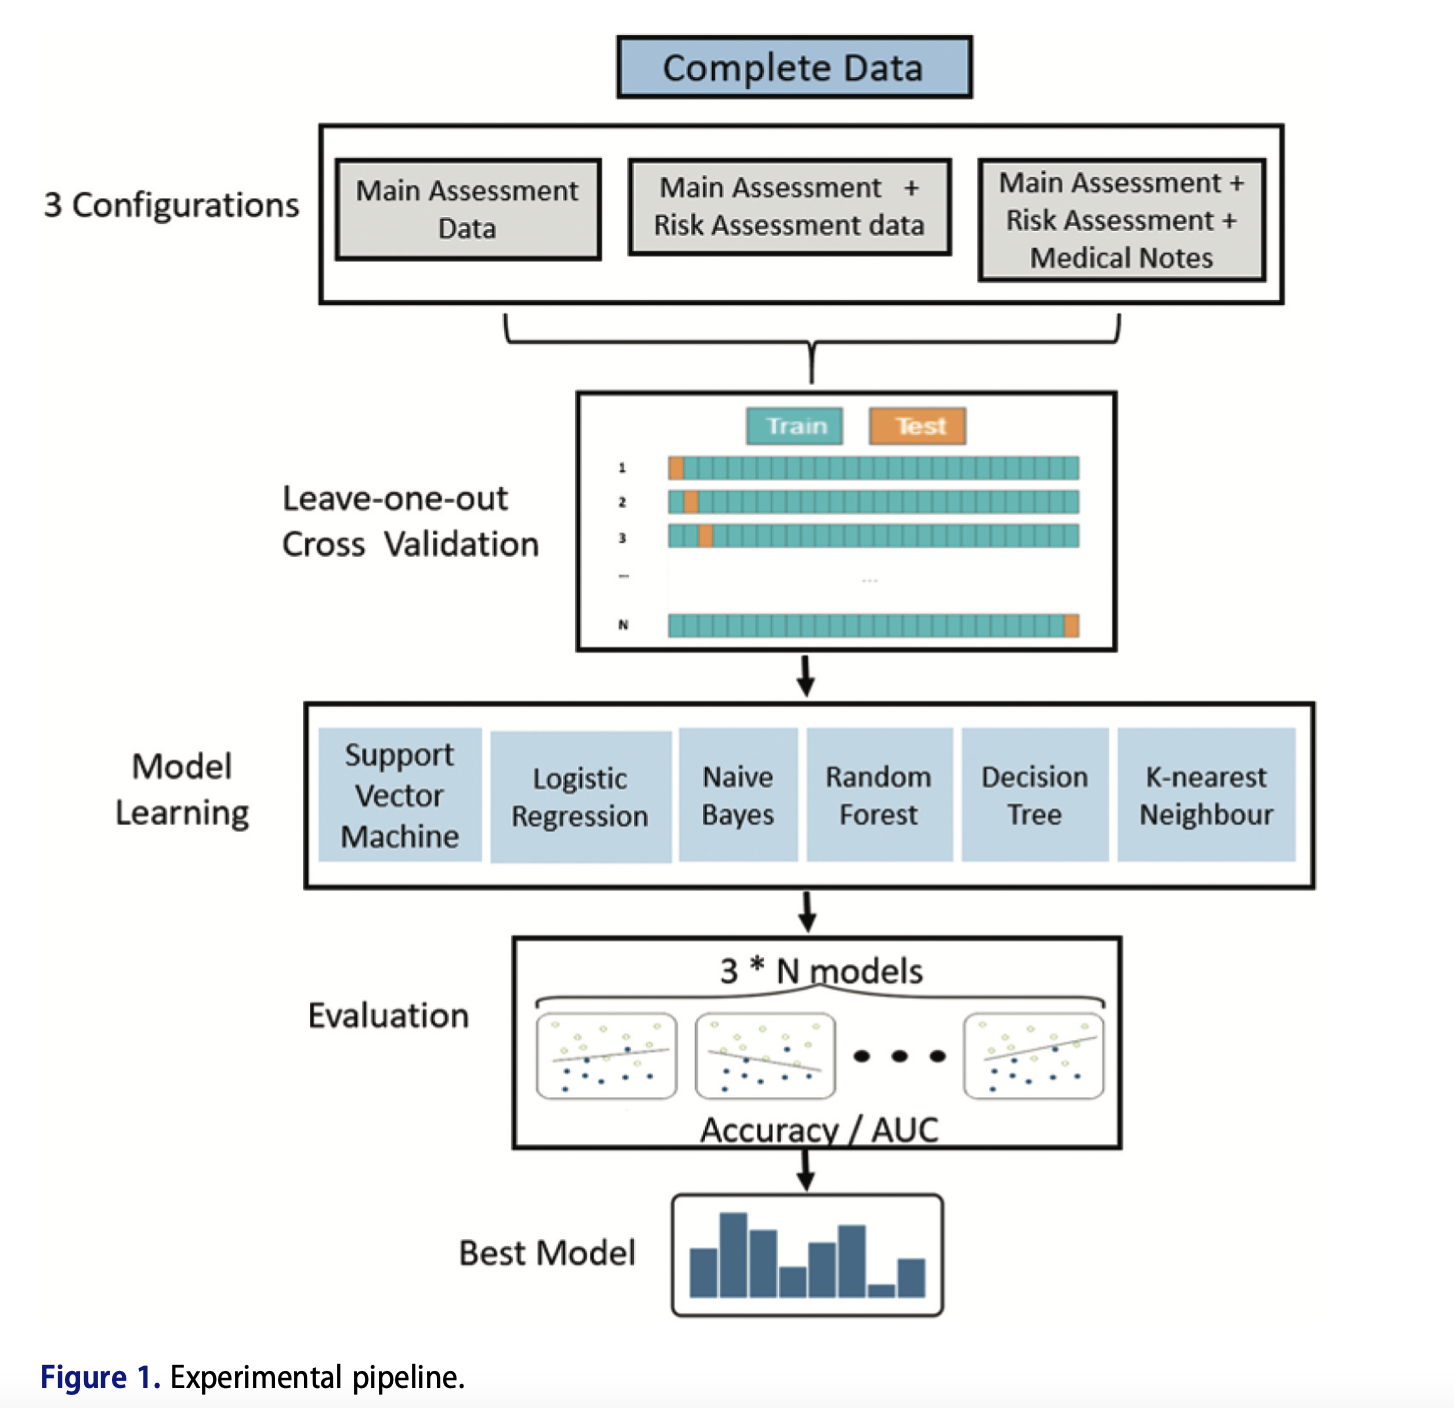 Complete Data
3 Configurations
Main Assessment
Data
Main Assessment +
Risk Assessment data
Main Assessment +
Risk Assessment +
Medical Notes
Leave-one-out
Cross Validation
Train
Test
1
2
3
...
...
N
Model
Learning
Support
Vector
Machine
Logistic
Regression
Naive
Bayes
Random
Forest
Decision
Tree
K-nearest
Neighbour
Evaluation
3 * N models
Accuracy / AUC
Best Model
Figure 1. Experimental pipeline.